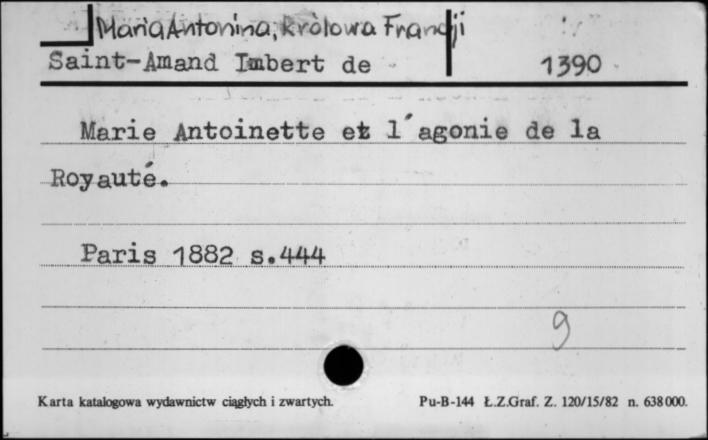 Maria Antonina, Królowa Francji
Saint-Amand Imbert de 1390
Marie Antoinette et l´agonie de la
Royauté.
Paris 1882 s.444
9
Karta katalogowa wydawnictw ciągłych i zwartych. Pu-B-144 Ł.Z.Graf. Z. 120/15/82 n. 638000.